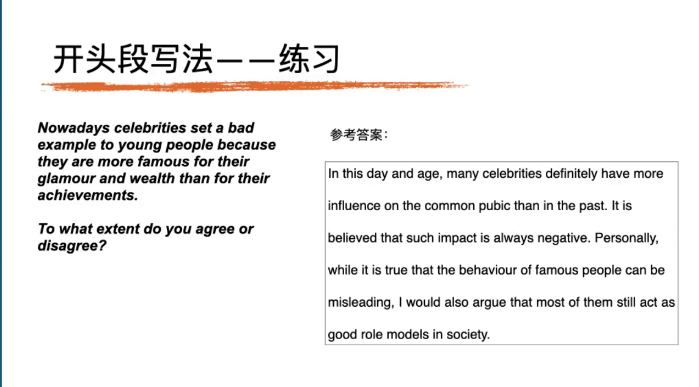 开头段写法——练习
Nowadays celebrities set a bad
example to young people because
they are more famous for their
glamour and wealth than for their
achievements.
To what extent do you agree or
disagree?
参考答案：
In this day and age, many celebrities definitely have more
influence on the common pubic than in the past. It is
believed that such impact is always negative. Personally,
while it is true that the behaviour of famous people can be
misleading, I would also argue that most of them still act as
good role models in society.